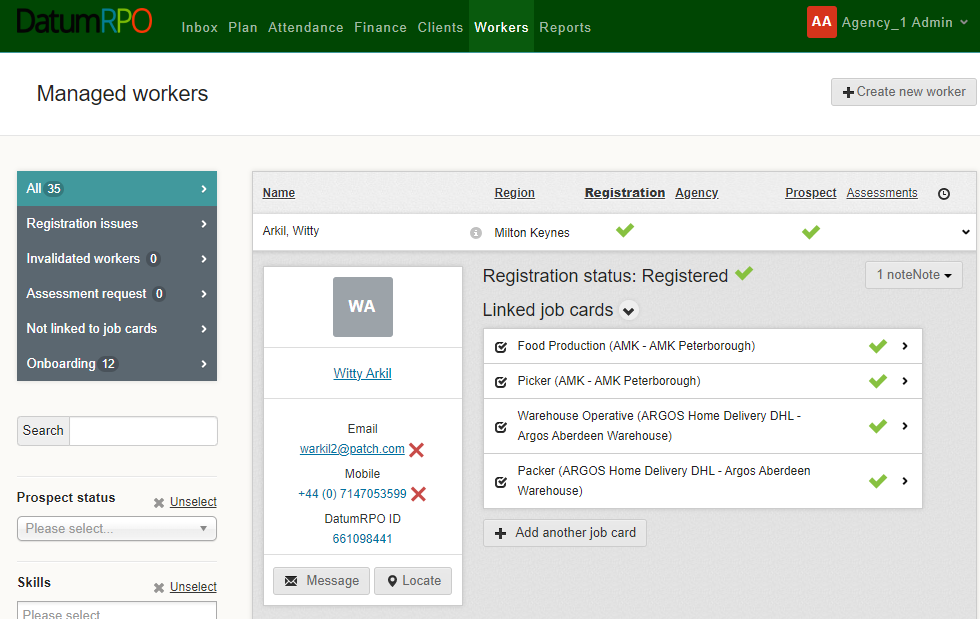 DatumRPO
Inbox Plan Attendance Finance Clients Workers Reports
AA Agency_1 Admin
Managed workers
Create new worker
All 35
Registration issues
Invalidated workers 0
Assessment request 0
Not linked to job cards
Onboarding 12
Search
Prospect status
Unselect
Please select...
Skills
Unselect
Please select
Name Region Registration Agency Prospect Assessments
Arkil, Witty Milton Keynes
WA
Witty Arkil
Email
warkil2@patch.com
Mobile
+44 (0) 7147053599
DatumRPO ID
661098441
Message Locate
Registration status: Registered
1 noteNote
Linked job cards
Food Production (AMK - AMK Peterborough)
Picker (AMK - AMK Peterborough)
Warehouse Operative (ARGOS Home Delivery DHL -
Argos Aberdeen Warehouse)
Packer (ARGOS Home Delivery DHL - Argos Aberdeen
Warehouse)
Add another job card